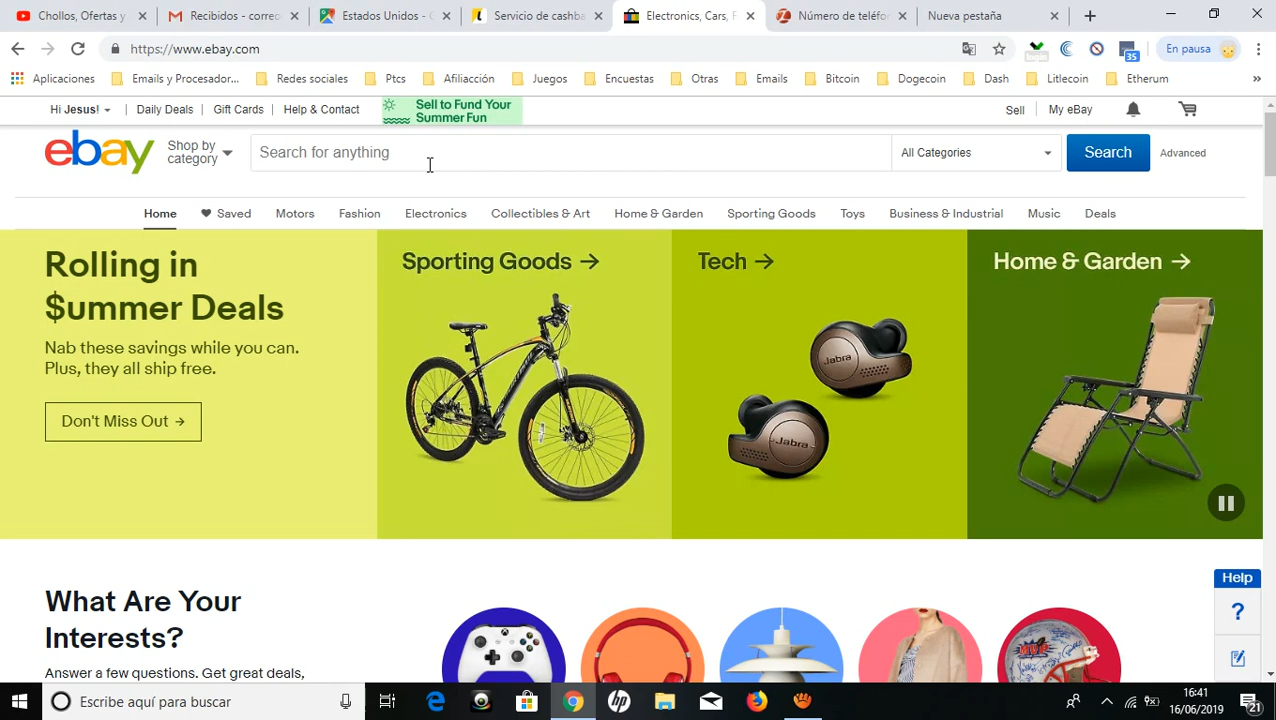 Cholles, Ofertas y
Recibidos - correo
Estados Unidos - G
Servicio de cashba
Electronics, Cars, F
Número de teléfo
Nueva pestaña
https://www.ebay.com
35
En pausa
Aplicaciones
Emails y Procesador...
Redes sociales
Ptcs
Afiliacción
Juegos
Encuestas
Otras
Emails
Bitcoin
Dogecoin
Dash
Litlecoin
Etherum
»
Hi Jesus!
Daily Deals
Gift Cards
Help & Contact
Sell to Fund Your
Summer Fun
Sell
My eBay
ebay
Shop by
category
Search for anything
All Categories
Search
Advanced
Home
Saved
Motors
Fashion
Electronics
Collectibles & Art
Home & Garden
Sporting Goods
Toys
Business & Industrial
Music
Deals
Rolling in
$ummer Deals
Nab these savings while you can.
Plus, they all ship free.
Don't Miss Out →
Sporting Goods →
Tech →
Jabra
Jabra
Home & Garden →
Help
?
What Are Your
Interests?
Answer a few questions. Get great deals,
MVP
Escribe aquí para buscar
hp
16:41
16/06/2019
21